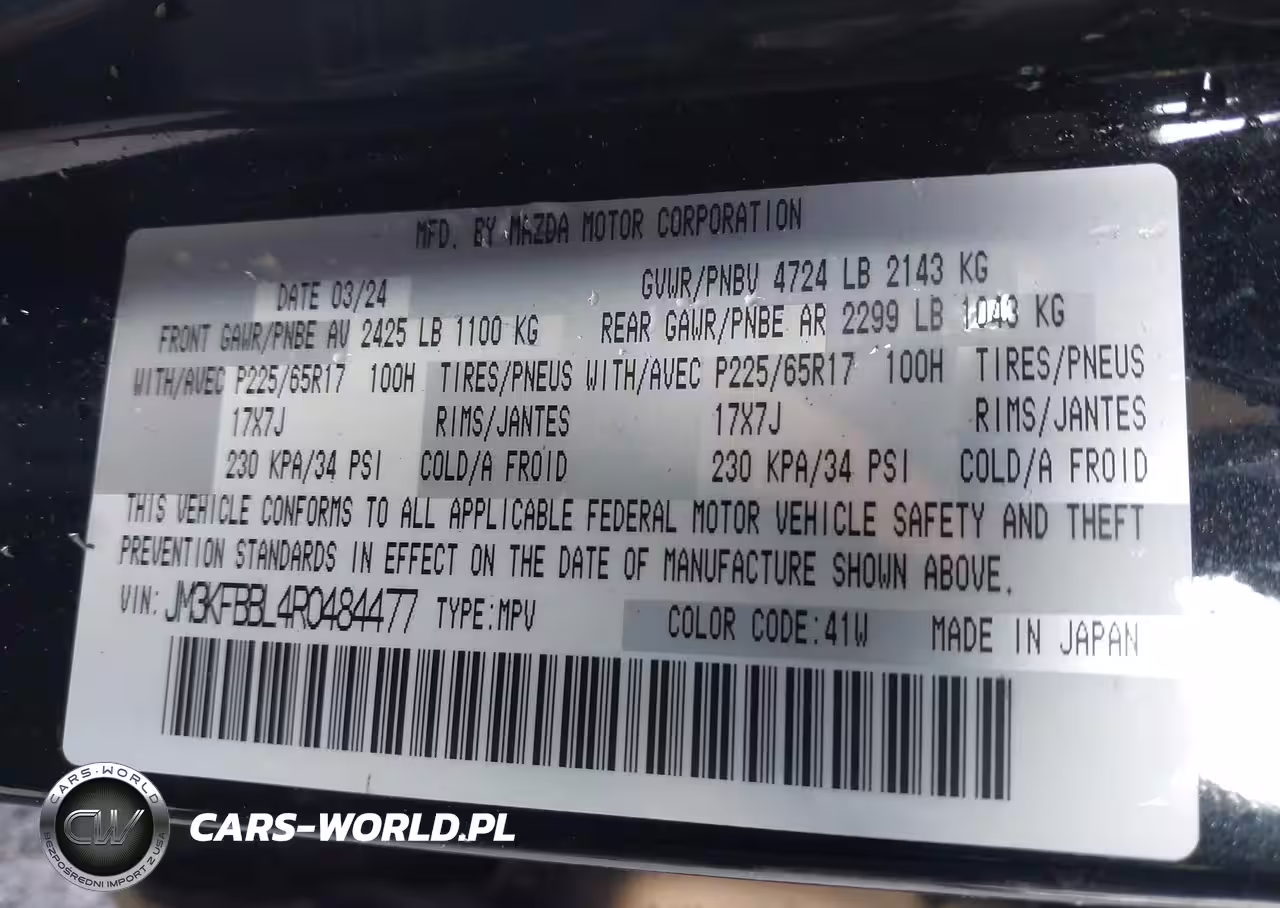 MFD. BY MAZDA MOTOR CORPORATION
DATE 03/24 GVWR/PNBV 4724 LB 2143 KG
FRONT GAWR/PNBE AV 2425 LB 1100 KG REAR GAWR/PNBE AR 2299 LB 1043 KG
WITH/AVEC P225/65R17 100H TIRES/PNEUS WITH/AVEC P225/65R17 100H TIRES/PNEUS
17X7J RIMS/JANTES 17X7J RIMS/JANTES
230 KPA/34 PSI COLD/A FROID 230 KPA/34 PSI COLD/A FROID
THIS VEHICLE CONFORMS TO ALL APPLICABLE FEDERAL MOTOR VEHICLE SAFETY AND THEFT
PREVENTION STANDARDS IN EFFECT ON THE DATE OF MANUFACTURE SHOWN ABOVE.
VIN: JM3KFBBL4R0484477 TYPE:MPV COLOR CODE:41W MADE IN JAPAN
CARS-WORLD
CW
BEZPOŚREDNI IMPORT Z USA
CARS-WORLD.PL